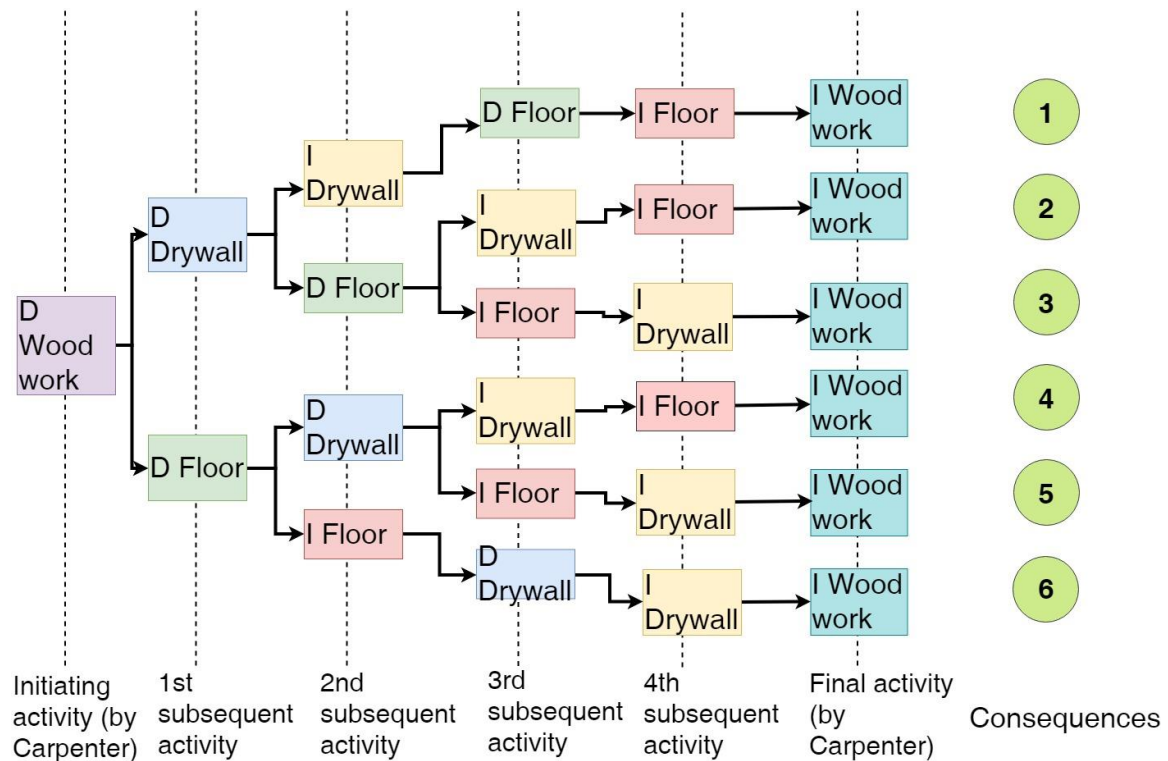 D Floor
I Floor
I Wood
work
1
I
Drywall
D
Drywall
I
Drywall
I Floor
I Wood
work
2
D Floor
I Floor
I
Drywall
I Wood
work
3
D
Wood
work
D
Drywall
I
Drywall
I Floor
I Wood
work
4
D Floor
I Floor
I
Drywall
I Wood
work
5
I Floor
D
Drywall
I
Drywall
I Wood
work
6
Initiating
activity (by
Carpenter)
1st
subsequent
activity
2nd
subsequent
activity
3rd
subsequent
activity
4th
subsequent
activity
Final activity
(by
Carpenter)
Consequences